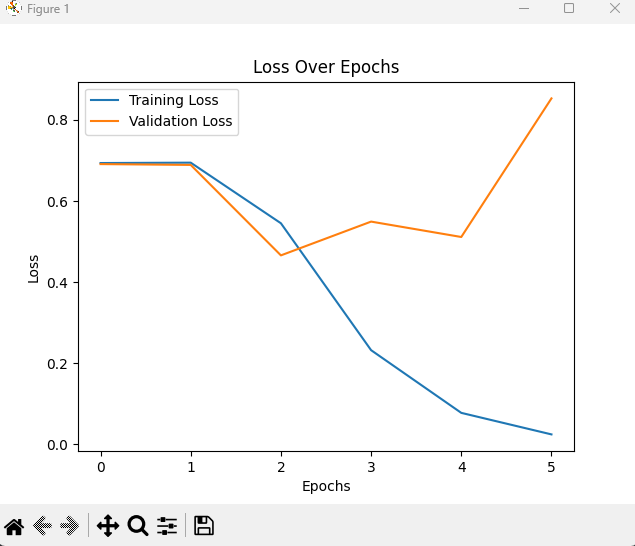 Figure 1
Loss Over Epochs
Training Loss
Validation Loss
0.8
0.6
0.4
0.2
0.0
Loss
0 1 2 3 4 5
Epochs